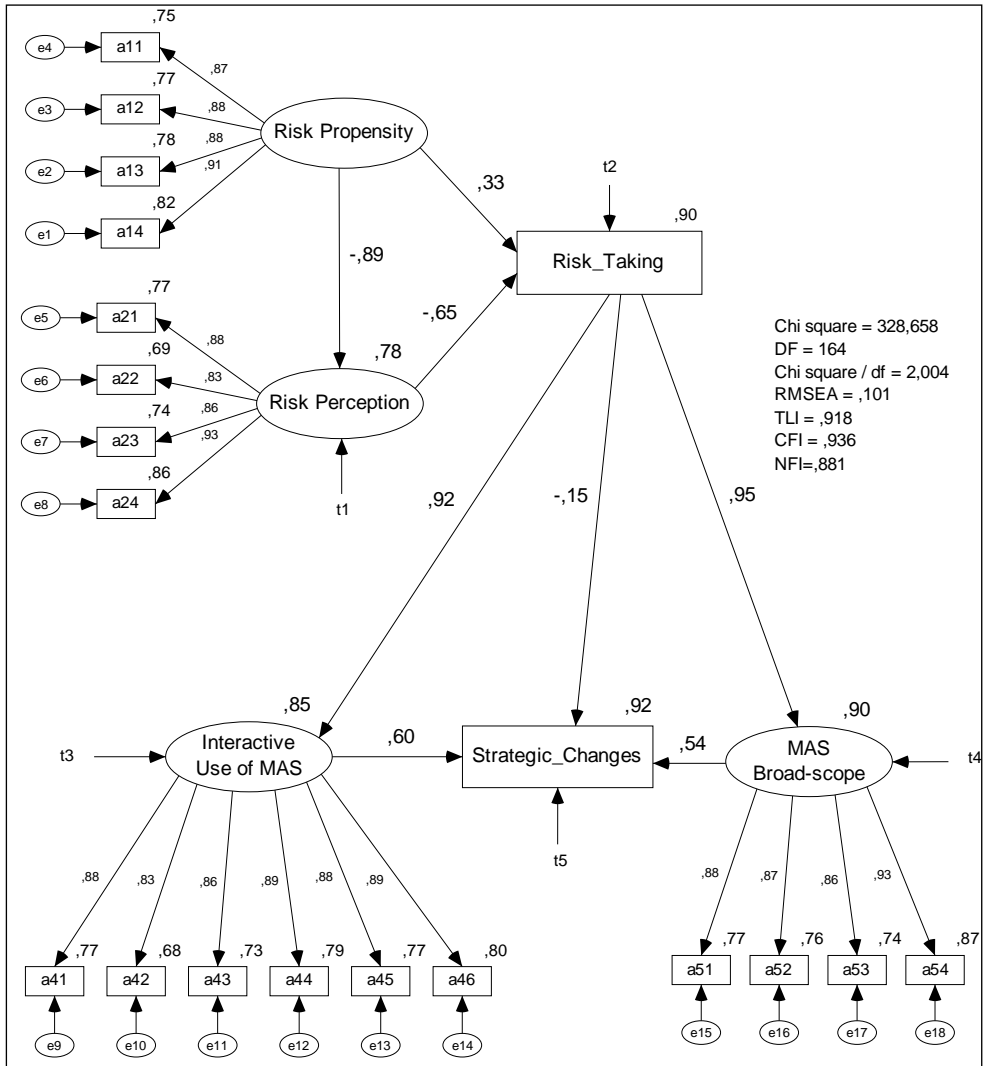 ,75
e4
a11
,87
,77
e3
a12
,88
,78
e2
a13
,88
,82
e1
a14
,91
Risk Propensity
,33
t2
,90
Risk_Taking
-,89
-,65
,77
e5
a21
,88
,69
e6
a22
,83
,74
e7
a23
,86
,86
e8
a24
,93
,78
Risk Perception
t1
Chi square = 328,658
DF = 164
Chi square / df = 2,004
RMSEA = ,101
TLI = ,918
CFI = ,936
NFI=,881
,92
-,15
,95
,85
t3
Interactive
Use of MAS
,60
,92
Strategic_Changes
t5
,54
,90
MAS
Broad-scope
t4
,88
,83
,86
,89
,88
,89
,88
,87
,86
,93
,77
,68
,73
,79
,77
,80
,77
,76
,74
,87
a41
a42
a43
a44
a45
a46
a51
a52
a53
a54
e9
e10
e11
e12
e13
e14
e15
e16
e17
e18